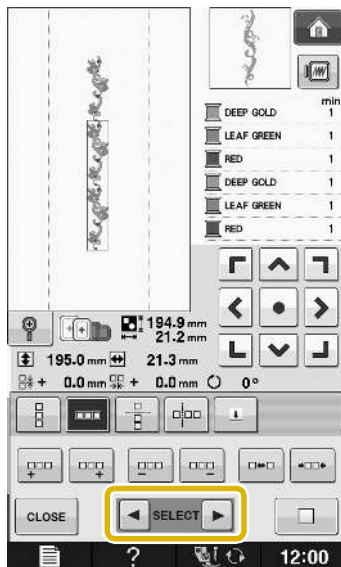 min
DEEP GOLD 1
LEAF GREEN 1
RED 1
DEEP GOLD 1
LEAF GREEN 1
RED 1
194.9 mm
21.2 mm
195.0 mm 21.3 mm
+ 0.0 mm + 0.0 mm 0°
+ + − −
CLOSE SELECT
? 12:00